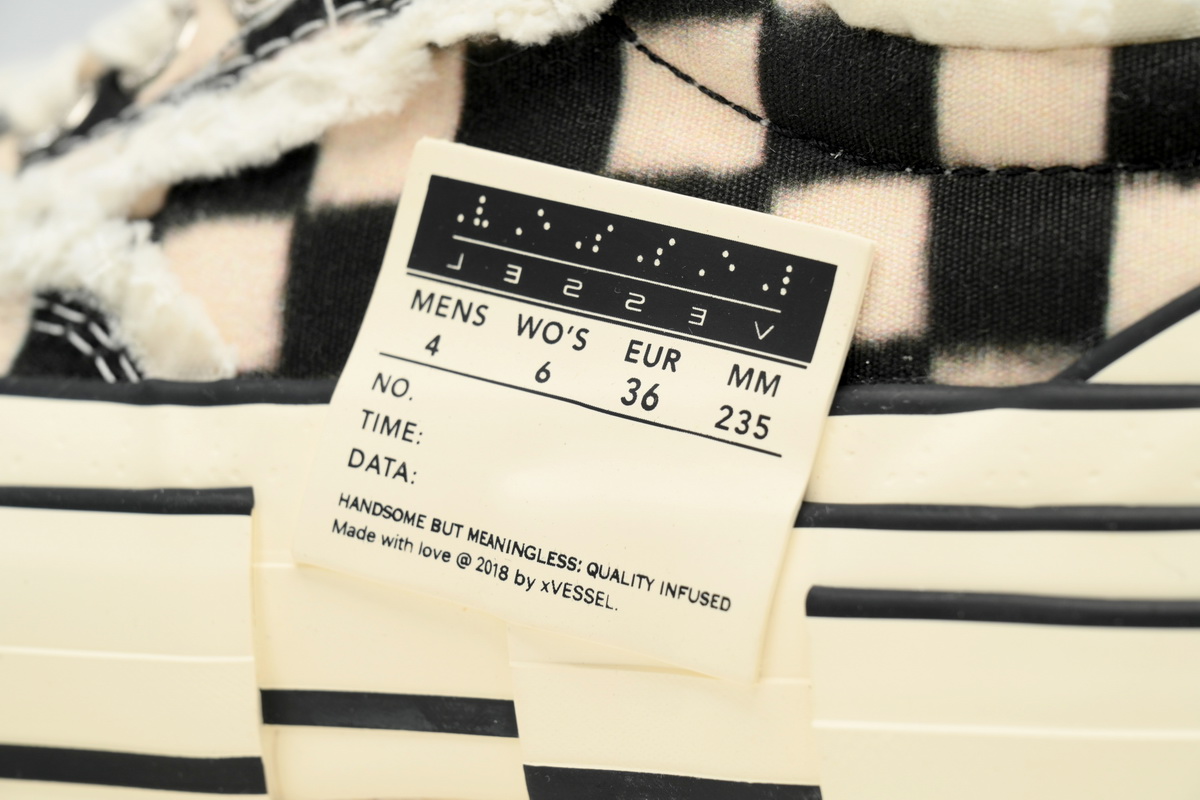 VESSEL
MENS WO'S EUR MM
4 6 36 235
NO.
TIME:
DATA:
HANDSOME BUT MEANINGLESS; QUALITY INFUSED
Made with love @ 2018 by xVESSEL.